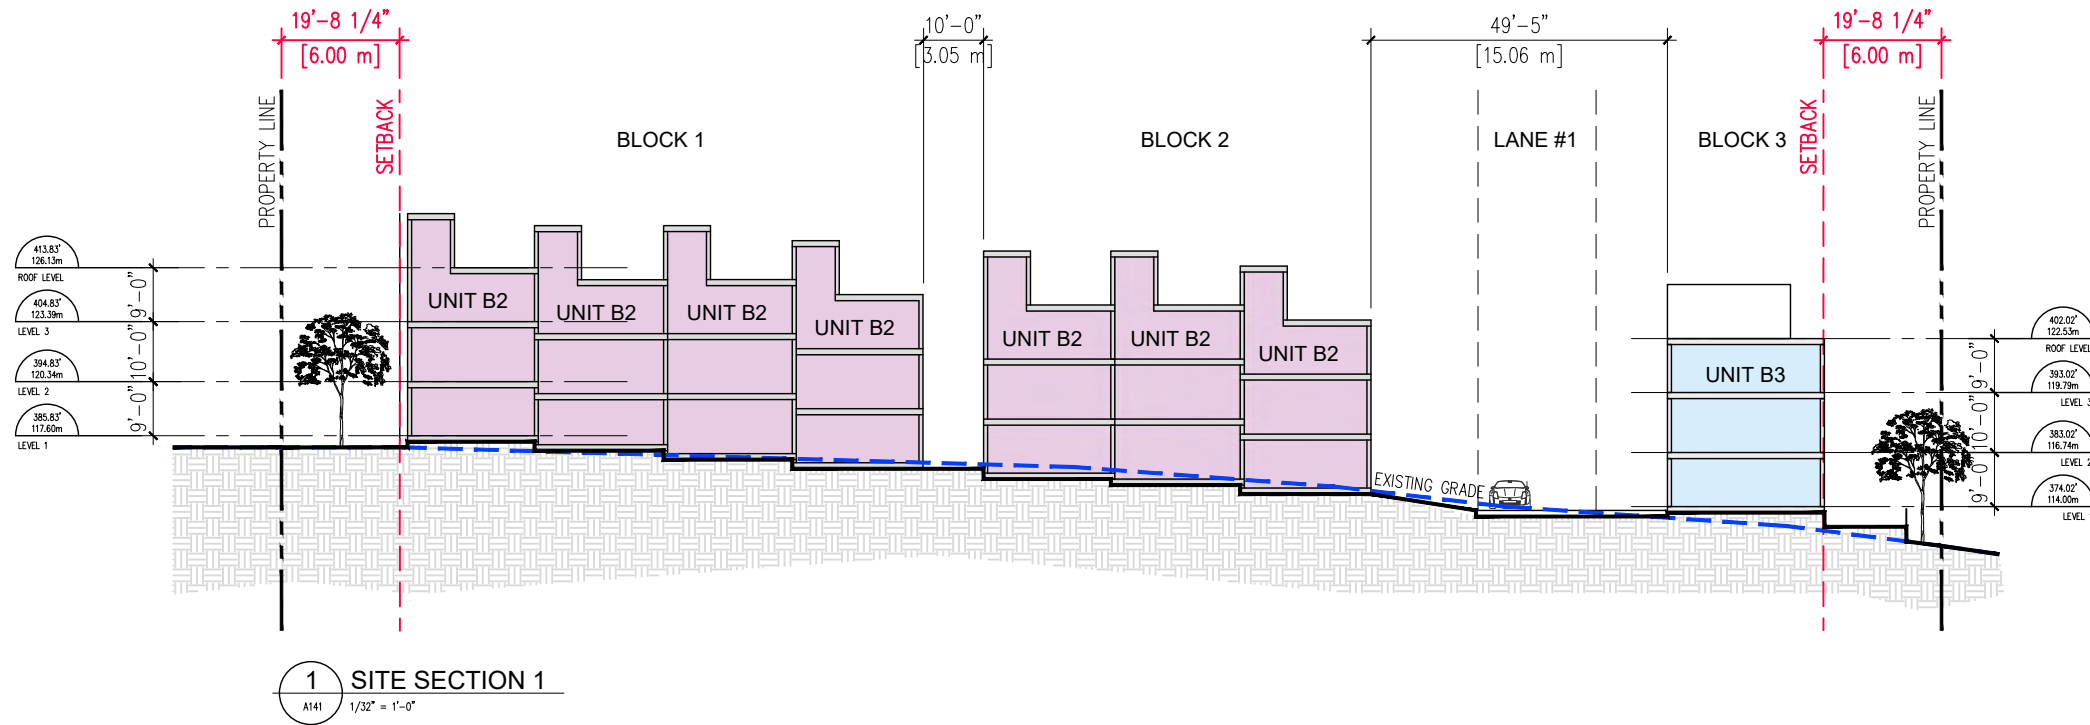 19'-8 1/4"
[6.00 m]
10'-0"
[3.05 m]
49'-5"
[15.06 m]
19'-8 1/4"
[6.00 m]
PROPERTY LINE
SETBACK
BLOCK 1
BLOCK 2
LANE #1
BLOCK 3
SETBACK
PROPERTY LINE
413.83'
126.13m
ROOF LEVEL
9'-0"
404.83'
123.39m
LEVEL 3
10'-0"
394.83'
120.34m
LEVEL 2
9'-0"
385.83'
117.60m
LEVEL 1
UNIT B2
UNIT B2
UNIT B2
UNIT B2
UNIT B2
UNIT B2
UNIT B2
UNIT B3
EXISTING GRADE
402.02'
122.53m
ROOF LEVEL
9'-0"
393.02'
119.79m
LEVEL 3
10'-0"
383.02'
116.74m
LEVEL 2
9'-0"
374.02'
114.00m
LEVEL
1
A141
SITE SECTION 1
1/32" = 1'-0"